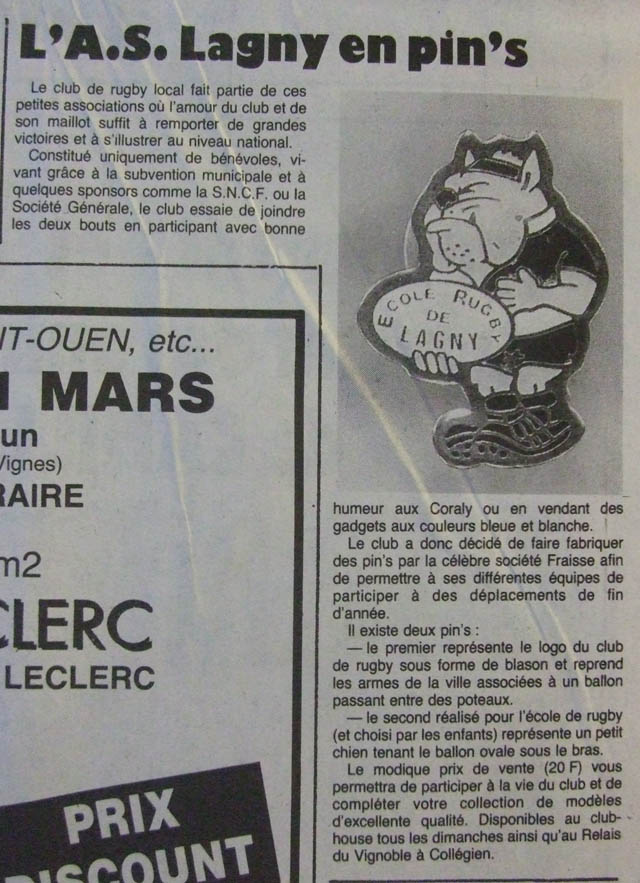 L'A.S. Lagny en pin's
Le club de rugby local fait partie de ces
petites associations où l'amour du club et de
son maillot suffit à remporter de grandes
victoires et à s'illustrer au niveau national.
Constitué uniquement de bénévoles, vi-
vant grâce à la subvention municipale et à
quelques sponsors comme la S.N.C.F. ou la
Société Générale, le club essaie de joindre
les deux bouts en participant avec bonne
ECOLE RUGBY
DE
LAGNY
humeur aux Coraly ou en vendant des
gadgets aux couleurs bleue et blanche.
Le club a donc décidé de faire fabriquer
des pin's par la célèbre société Fraisse afin
de permettre à ses différentes équipes de
participer à des déplacements de fin
d'année.
Il existe deux pin's :
— le premier représente le logo du club
de rugby sous forme de blason et reprend
les armes de la ville associées à un ballon
passant entre des poteaux.
— le second réalisé pour l'école de rugby
(et choisi par les enfants) représente un petit
chien tenant le ballon ovale sous le bras.
Le modique prix de vente (20 F) vous
permettra de participer à la vie du club et de
compléter votre collection de modèles
d'excellente qualité. Disponibles au club-
house tous les dimanches ainsi qu'au Relais
du Vignoble à Collégien.
T-OUEN, etc...
MARS
un
Vignes)
RAIRE
m2
CLERC
LECLERC
PRIX
DISCOUNT